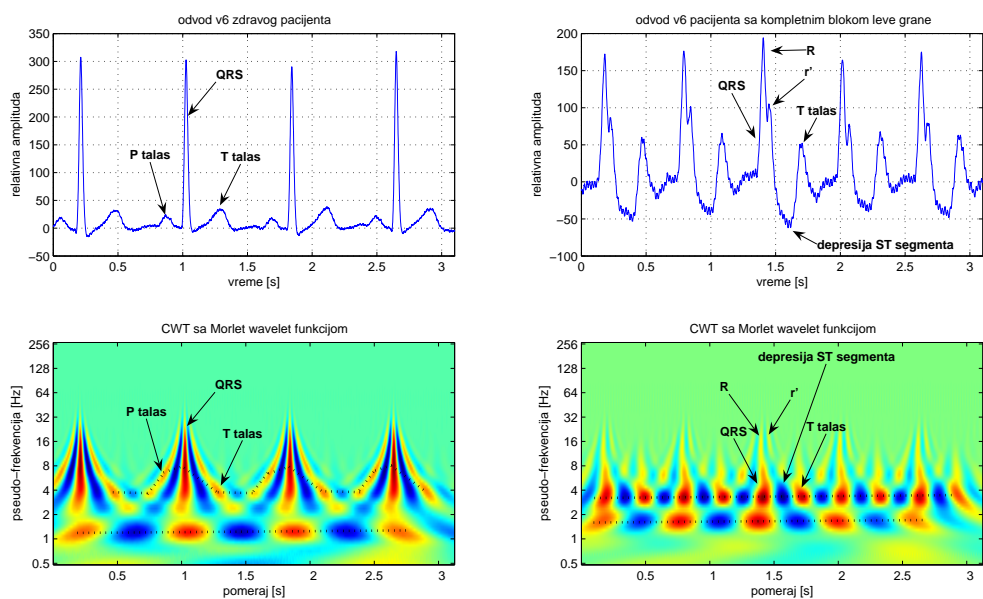 odvod v6 zdravog pacijenta
350
300
250
200
150
100
50
0
−50
relativna amplituda
QRS
P talas
T talas
0
0.5
1
1.5
2
2.5
3
vreme [s]
odvod v6 pacijenta sa kompletnim blokom leve grane
200
150
100
50
0
−50
−100
relativna amplituda
R
r'
QRS
T talas
depresija ST segmenta
0
0.5
1
1.5
2
2.5
3
vreme [s]
CWT sa Morlet wavelet funkcijom
256
128
64
32
16
8
4
2
1
0.5
pseudo−frekvencija [Hz]
QRS
P talas
T talas
0.5
1
1.5
2
2.5
3
pomeraj [s]
CWT sa Morlet wavelet funkcijom
256
128
64
32
16
8
4
2
1
0.5
pseudo−frekvencija [Hz]
depresija ST segmenta
R
r'
QRS
T talas
0.5
1
1.5
2
2.5
3
pomeraj [s]